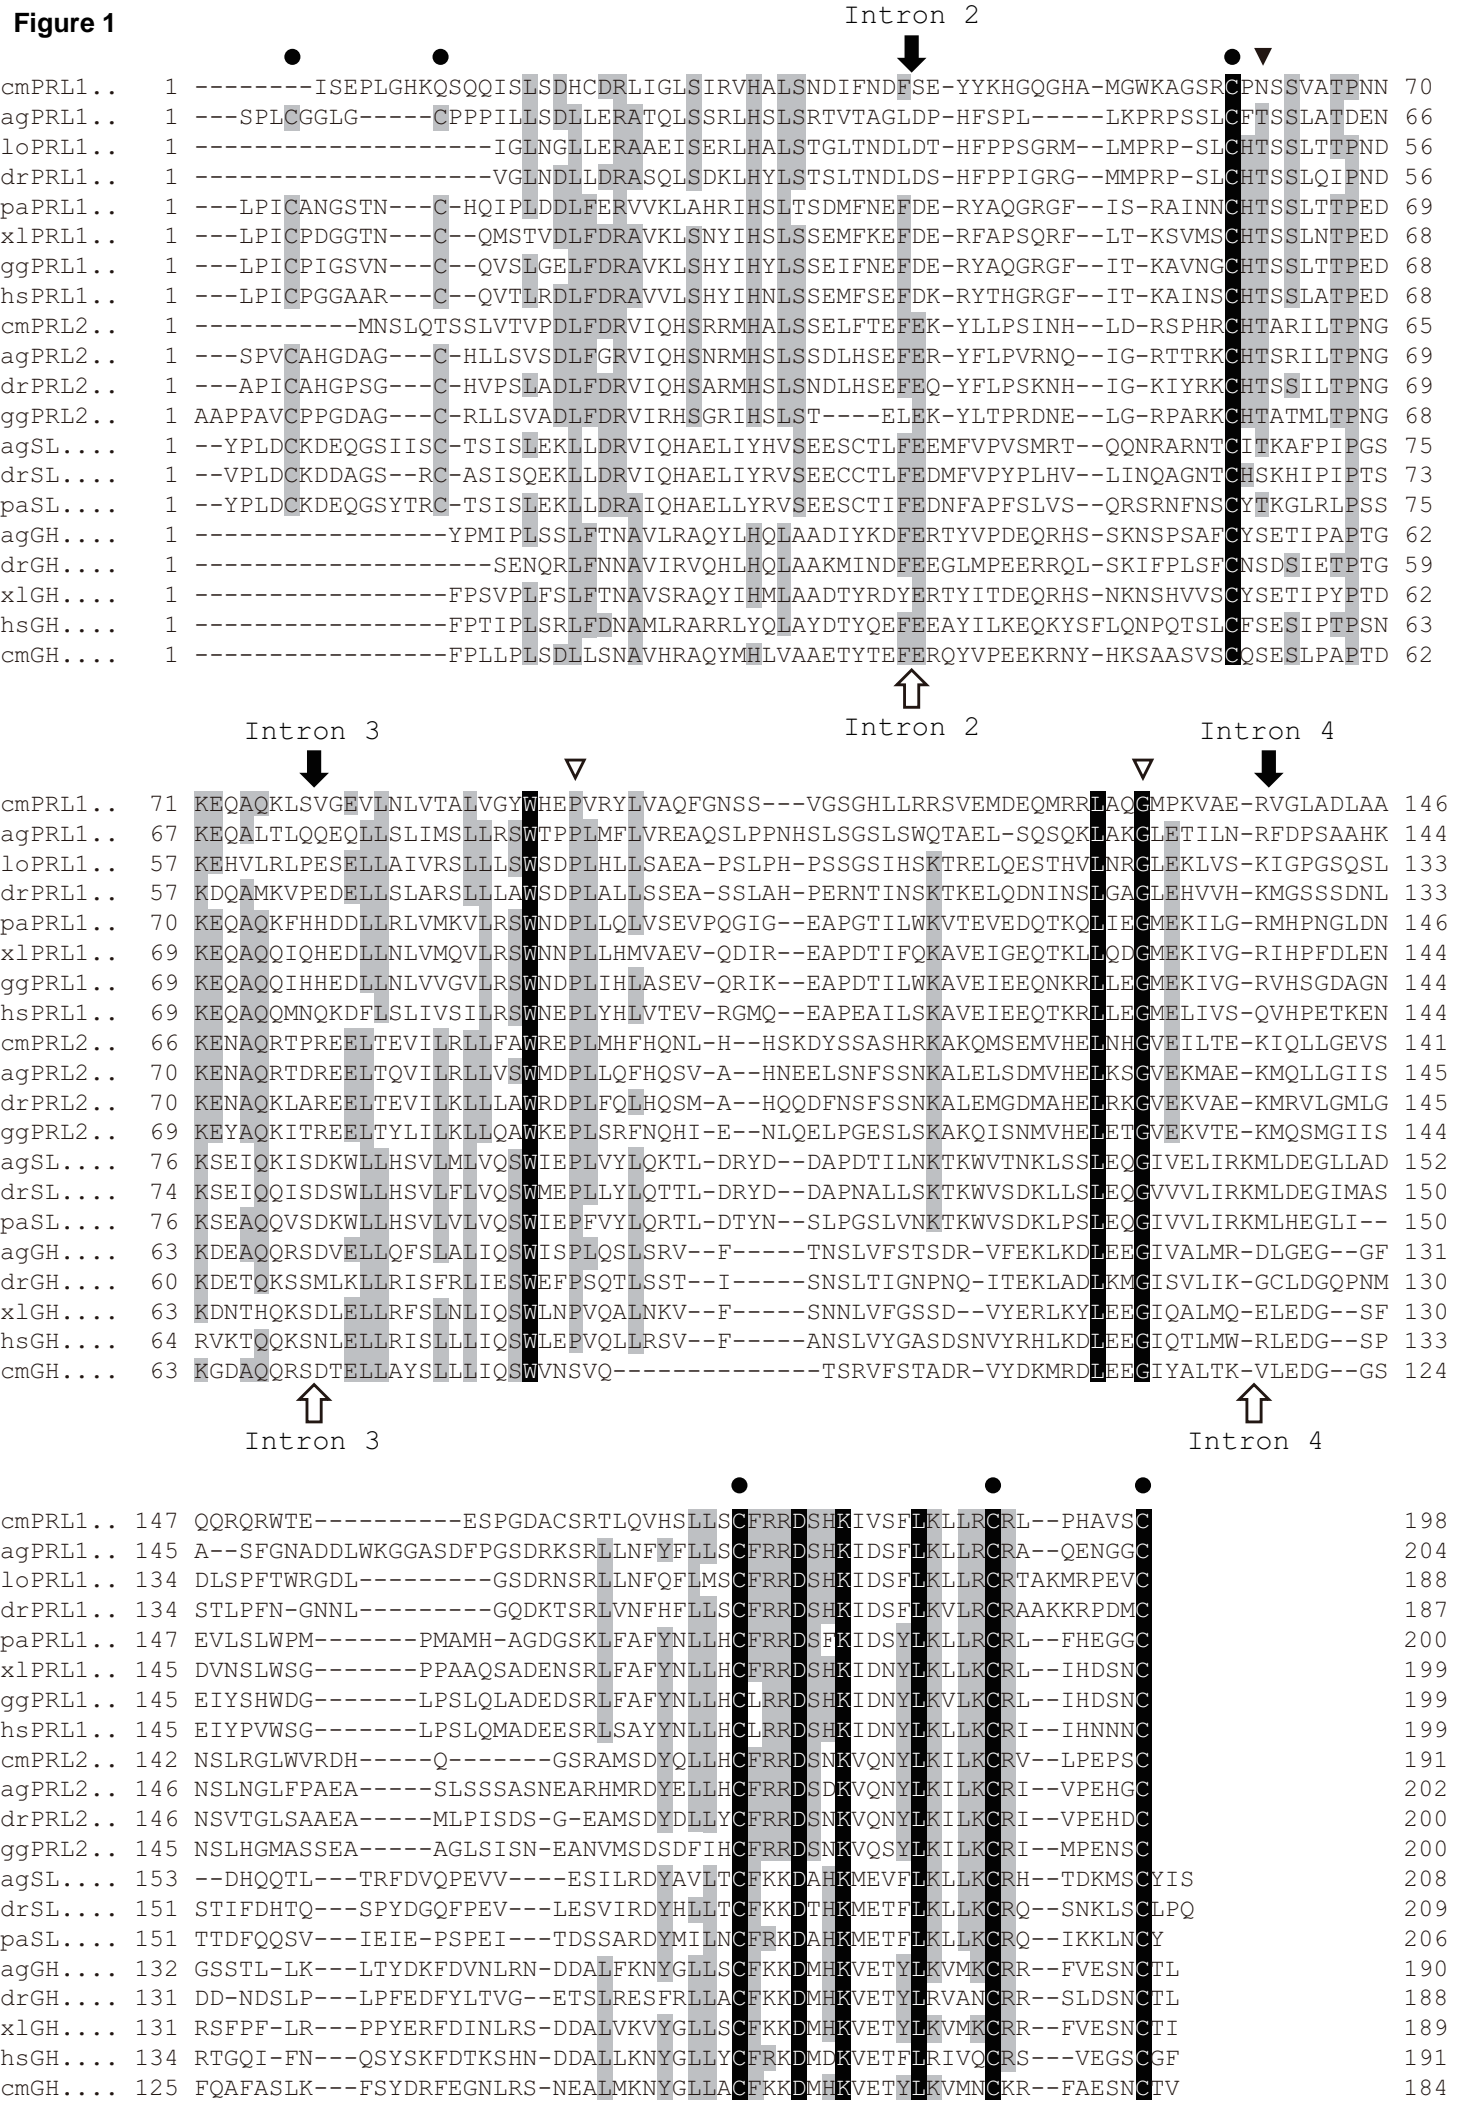 Figure 1
Intron 2
cmPRL1.. 1 --------ISEPLGHKQSQQISLSDHCDRLIGLSIRVHALSNDIFNDFSE-YYKHGQGHA-MGWKAGSRCPNSSVATPNN 70
agPRL1.. 1 ---SPLCGGLG-----CPPPILLSDLLERATQLSSRLHSLSRTVTAGLDP-HFSPL-----LKPRPSSLCFTSSLATDEN 66
loPRL1.. 1 --------------------IGLNGLLERAAEISERLHALSTGLTNDLDT-HFPPSGRM--LMPRP-SLCHTSSLTTPND 56
drPRL1.. 1 --------------------VGLNDLLDRASQLSDKLHYLSTSLTNDLDS-HFPPIGRG--MMPRP-SLCHTSSLQIPND 56
paPRL1.. 1 ---LPICANGSTN---C-HQIPLDDLFERVVKLAHRIHSLTSDMFNEFDE-RYAQGRGF--IS-RAINNCHTSSLTTPED 69
xlPRL1.. 1 ---LPICPDGGTN---C--QMSTVDLFDRAVKLSNYIHSLSSEMFKEFDE-RFAPSQRF--LT-KSVMSCHTSSLNTPED 68
ggPRL1.. 1 ---LPICPIGSVN---C--QVSLGELFDRAVKLSHYIHYLSSEIFNEFDE-RYAQGRGF--IT-KAVNGCHTSSLTTPED 68
hsPRL1.. 1 ---LPICPGGAAR---C--QVTLRDLFDRAVVLSHYIHNLSSEMFSEFDK-RYTHGRGF--IT-KAINSCHTSSLATPED 68
cmPRL2.. 1 -----------MNSLQTSSLVTVPDLFDRVIQHSRRMHALSSELFTEFEK-YLLPSINH--LD-RSPHRCHTARILTPNG 65
agPRL2.. 1 ---SPVCAHGDAG---C-HLLSVSDLFGRVIQHSNRMHSLSSDLHSEFER-YFLPVRNQ--IG-RTTRKCHTSRILTPNG 69
drPRL2.. 1 ---APICAHGPSG---C-HVPSLADLFDRVIQHSARMHSLSNDLHSEFEQ-YFLPSKNH--IG-KIYRKCHTSSILTPNG 69
ggPRL2.. 1 AAPPAVCPPGDAG---C-RLLSVADLFDRVIRHSGRIHSLST----ELEK-YLTPRDNE--LG-RPARKCHTATMLTPNG 68
agSL.... 1 --YPLDCKDEQGSIISC-TSISLEKLLDRVIQHAELIYHVSEESCTLFEEMFVPVSMRT--QQNRARNTCITKAFPIPGS 75
drSL.... 1 --VPLDCKDDAGS--RC-ASISQEKLLDRVIQHAELIYRVSEECCTLFEDMFVPYPLHV--LINQAGNTCHSKHIPIPTS 73
paSL.... 1 --YPLDCKDEQGSYTRC-TSISLEKLLDRAIQHAELLYRVSEESCTIFEDNFAPFSLVS--QRSRNFNSCYTKGLRLPSS 75
agGH.... 1 -----------------YPMIPLSSLFTNAVLRAQYLHQLAADIYKDFERTYVPDEQRHS-SKNSPSAFCYSETIPAPTG 62
drGH.... 1 --------------------SENQRLFNNAVIRVQHLHQLAAKMINDFEEGLMPEERRQL-SKIFPLSFCNSDSIETPTG 59
xlGH.... 1 -----------------FPSVPLFSLFTNAVSRAQYIHMLAADTYRDYERTYITDEQRHS-NKNSHVVSCYSETIPYPTD 62
hsGH.... 1 -----------------FPTIPLSRLFDNAMLRARRLYQLAYDTYQEFEEAYILKEQKYSFLQNPQTSLCFSESIPTPSN 63
cmGH.... 1 -----------------FPLLPLSDLLSNAVHRAQYMHLVAAETYTEFERQYVPEEKRNY-HKSAASVSCQSESLPAPTD 62
Intron 2
Intron 3 Intron 4
cmPRL1.. 71 KEQAQKLSVGEVLNLVTALVGYWHEPVRYLVAQFGNSS---VGSGHLLRRSVEMDEQMRRLAQGMPKVAE-RVGLADLAA 146
agPRL1.. 67 KEQALTLQQEQLLSLIMSLLRSWTPPLMFLVREAQSLPPNHSLSGSLSWQTAEL-SQSQKLAKGLETILN-RFDPSAAHK 144
loPRL1.. 57 KEHVLRLPESELLAIVRSLLLSWSDPLHLLSAEA-PSLPH-PSSGSIHSKTRELQESTHVLNRGLEKLVS-KIGPGSQSL 133
drPRL1.. 57 KDQAMKVPEDELLSLARSLLLAWSDPLALLSSEA-SSLAH-PERNTINSKTKELQDNINSLGAGLEHVVH-KMGSSSDNL 133
paPRL1.. 70 KEQAQKFHHDDLLRLVMKVLRSWNDPLLQLVSEVPQGIG--EAPGTILWKVTEVEDQTKQLIEGMEKILG-RMHPNGLDN 146
xlPRL1.. 69 KEQAQQIQHEDLLNLVMQVLRSWNNPLLHMVAEV-QDIR--EAPDTIFQKAVEIGEQTKLLQDGMEKIVG-RIHPFDLEN 144
ggPRL1.. 69 KEQAQQIHHEDLLNLVVGVLRSWNDPLIHLASEV-QRIK--EAPDTILWKAVEIEEQNKRLLEGMEKIVG-RVHSGDAGN 144
hsPRL1.. 69 KEQAQQMNQKDFLSLIVSILRSWNEPLYHLVTEV-RGMQ--EAPEAILSKAVEIEEQTKRLLEGMELIVS-QVHPETKEN 144
cmPRL2.. 66 KENAQRTPREELTEVILRLLFAWREPLMHFHQNL-H--HSKDYSSASHRKAKQMSEMVHELNHGVEILTE-KIQLLGEVS 141
agPRL2.. 70 KENAQRTDREELTQVILRLLVSWMDPLLQFHQSV-A--HNEELSNFSSNKALELSDMVHELKSGVEKMAE-KMQLLGIIS 145
drPRL2.. 70 KENAQKLAREELTEVILKLLLAWRDPLFQLHQSM-A--HQQDFNSFSSNKALEMGDMAHELRKGVEKVAE-KMRVLGMLG 145
ggPRL2.. 69 KEYAQKITREELTYLILKLLQAWKEPLSRFNQHI-E--NLQELPGESLSKAKQISNMVHELETGVEKVTE-KMQSMGIIS 144
agSL.... 76 KSEIQKISDKWLLHSVLMLVQSWIEPLVYLQKTL-DRYD--DAPDTILNKTKWVTNKLSSLEQGIVELIRKMLDEGLLAD 152
drSL.... 74 KSEIQQISDSWLLHSVLFLVQSWMEPLLYLQTTL-DRYD--DAPNALLSKTKWVSDKLLSLEQGVVVLIRKMLDEGIMAS 150
paSL.... 76 KSEAQQVSDKWLLHSVLVLVQSWIEPFVYLQRTL-DTYN--SLPGSLVNKTKWVSDKLPSLEQGIVVLIRKMLHEGLI-- 150
agGH.... 63 KDEAQQRSDVELLQFSLALIQSWISPLQSLSRV--F-----TNSLVFSTSDR-VFEKLKDLEEGIVALMR-DLGEG--GF 131
drGH.... 60 KDETQKSSMLKLLRISFRLIESWEFPSQTLSST--I-----SNSLTIGNPNQ-ITEKLADLKMGISVLIK-GCLDGQPNM 130
xlGH.... 63 KDNTHQKSDLELLRFSLNLIQSWLNPVQALNKV--F-----SNNLVFGSSD--VYERLKYLEEGIQALMQ-ELEDG--SF 130
hsGH.... 64 RVKTQQKSNLELLRISLLLIQSWLEPVQLLRSV--F-----ANSLVYGASDSNVYRHLKDLEEGIQTLMW-RLEDG--SP 133
cmGH.... 63 KGDAQQRSDTELLAYSLLLIQSWVNSVQ--------------TSRVFSTADR-VYDKMRDLEEGIYALTK-VLEDG--GS 124
Intron 3 Intron 4
cmPRL1.. 147 QQRQRWTE----------ESPGDACSRTLQVHSLLSCFRRDSHKIVSFLKLLRCRL--PHAVSC 198
agPRL1.. 145 A--SFGNADDLWKGGASDFPGSDRKSRLLNFYFLLSCFRRDSHKIDSFLKLLRCRA--QENGGC 204
loPRL1.. 134 DLSPFTWRGDL---------GSDRNSRLLNFQFLMSCFRRDSHKIDSFLKLLRCRTAKMRPEVC 188
drPRL1.. 134 STLPFN-GNNL---------GQDKTSRLVNFHFLLSCFRRDSHKIDSFLKVLRCRAAKKRPDMC 187
paPRL1.. 147 EVLSLWPM-------PMAMH-AGDGSKLFAFYNLLHCFRRDSFKIDSYLKLLRCRL--FHEGGC 200
xlPRL1.. 145 DVNSLWSG-------PPAAQSADENSRLFAFYNLLHCFRRDSHKIDNYLKLLKCRL--IHDSNC 199
ggPRL1.. 145 EIYSHWDG-------LPSLQLADEDSRLFAFYNLLHCLRRDSHKIDNYLKVLKCRL--IHDSNC 199
hsPRL1.. 145 EIYPVWSG-------LPSLQMADEESRLSAYYNLLHCLRRDSHKIDNYLKLLKCRI--IHNNNC 199
cmPRL2.. 142 NSLRGLWVRDH-----Q-------GSRAMSDYQLLHCFRRDSNKVQNYLKILKCRV--LPEPSC 191
agPRL2.. 146 NSLNGLFPAEA-----SLSSSASNEARHMRDYELLHCFRRDSDKVQNYLKILKCRI--VPEHGC 202
drPRL2.. 146 NSVTGLSAAEA-----MLPISDS-G-EAMSDYDLLYCFRRDSNKVQNYLKILKCRI--VPEHDC 200
ggPRL2.. 145 NSLHGMASSEA-----AGLSISN-EANVMSDSDFIHCFRRDSNKVQSYLKILKCRI--MPENSC 200
agSL.... 153 --DHQQTL---TRFDVQPEVV----ESILRDYAVLTCFKKDAHKMEVFLKLLKCRH--TDKMSCYIS 208
drSL.... 151 STIFDHTQ---SPYDGQFPEV---LESVIRDYHLLTCFKKDTHKMETFLKLLKCRQ--SNKLSCLPQ 209
paSL.... 151 TTDFQQSV---IEIE-PSPEI---TDSSARDYMILNCFRKDAHKMETFLKLLKCRQ--IKKLNCY 206
agGH.... 132 GSSTL-LK---LTYDKFDVNLRN-DDALFKNYGLLSCFKKDMHKVETYLKVMKCRR--FVESNCTL 190
drGH.... 131 DD-NDSLP---LPFEDFYLTVG--ETSLRESFRLLACFKKDMHKVETYLRVANCRR--SLDSNCTL 188
xlGH.... 131 RSFPF-LR---PPYERFDINLRS-DDALVKVYGLLSCFKKDMHKVETYLKVMKCRR--FVESNCTI 189
hsGH.... 134 RTGQI-FN---QSYSKFDTKSHN-DDALLKNYGLLYCFRKDMDKVETFLRIVQCRS---VEGSCGF 191
cmGH.... 125 FQAFASLK---FSYDRFEGNLRS-NEALMKNYGLLACFKKDMHKVETYLKVMNCKR--FAESNCTV 184